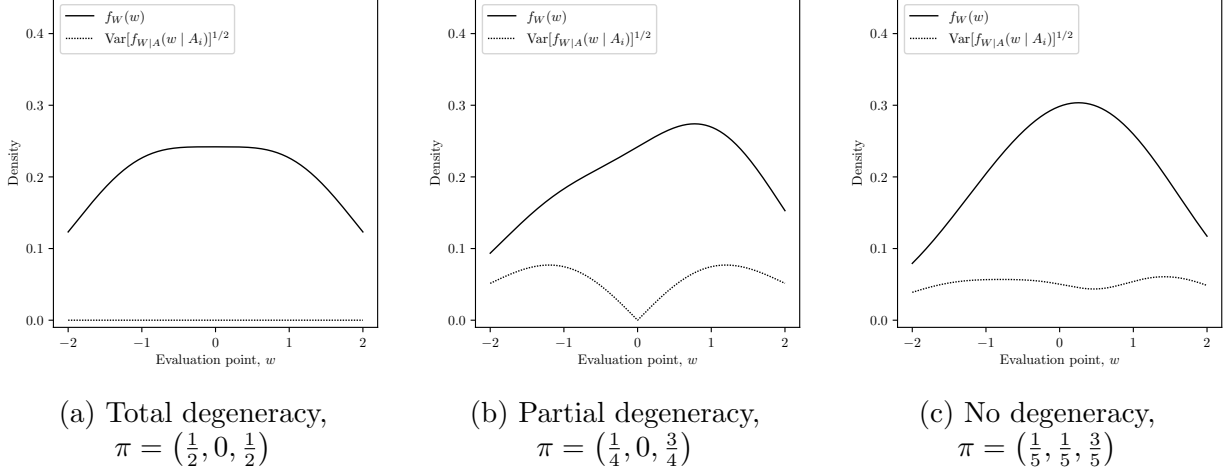 f_W(w)
Var[f_{W|A}(w | A_i)]^{1/2}
0.4
0.3
0.2
0.1
0.0
Density
−2 −1 0 1 2
Evaluation point, w
(a) Total degeneracy,
π = (1/2, 0, 1/2)
f_W(w)
Var[f_{W|A}(w | A_i)]^{1/2}
0.4
0.3
0.2
0.1
0.0
Density
−2 −1 0 1 2
Evaluation point, w
(b) Partial degeneracy,
π = (1/4, 0, 3/4)
f_W(w)
Var[f_{W|A}(w | A_i)]^{1/2}
0.4
0.3
0.2
0.1
0.0
Density
−2 −1 0 1 2
Evaluation point, w
(c) No degeneracy,
π = (1/5, 1/5, 3/5)